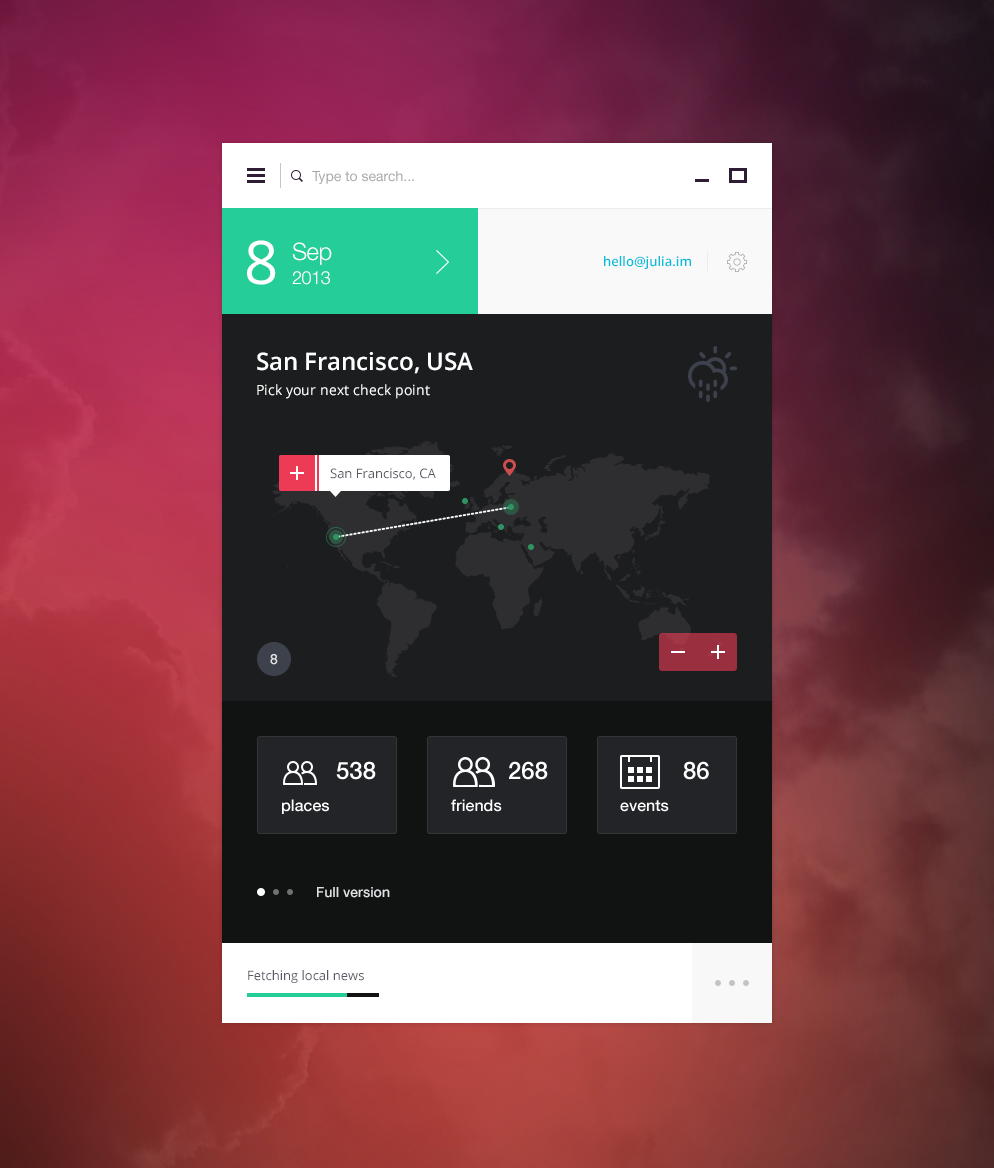 Type to search...
8 Sep
2013
hello@julia.im
San Francisco, USA
Pick your next check point
San Francisco, CA
8
538
places
268
friends
86
events
Full version
Fetching local news